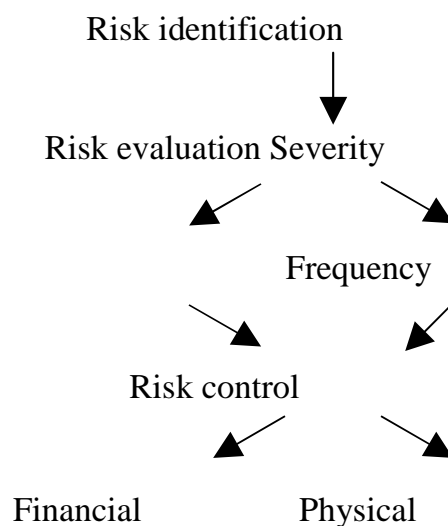 Risk identification
Risk evaluation Severity
Frequency
Risk control
Financial Physical